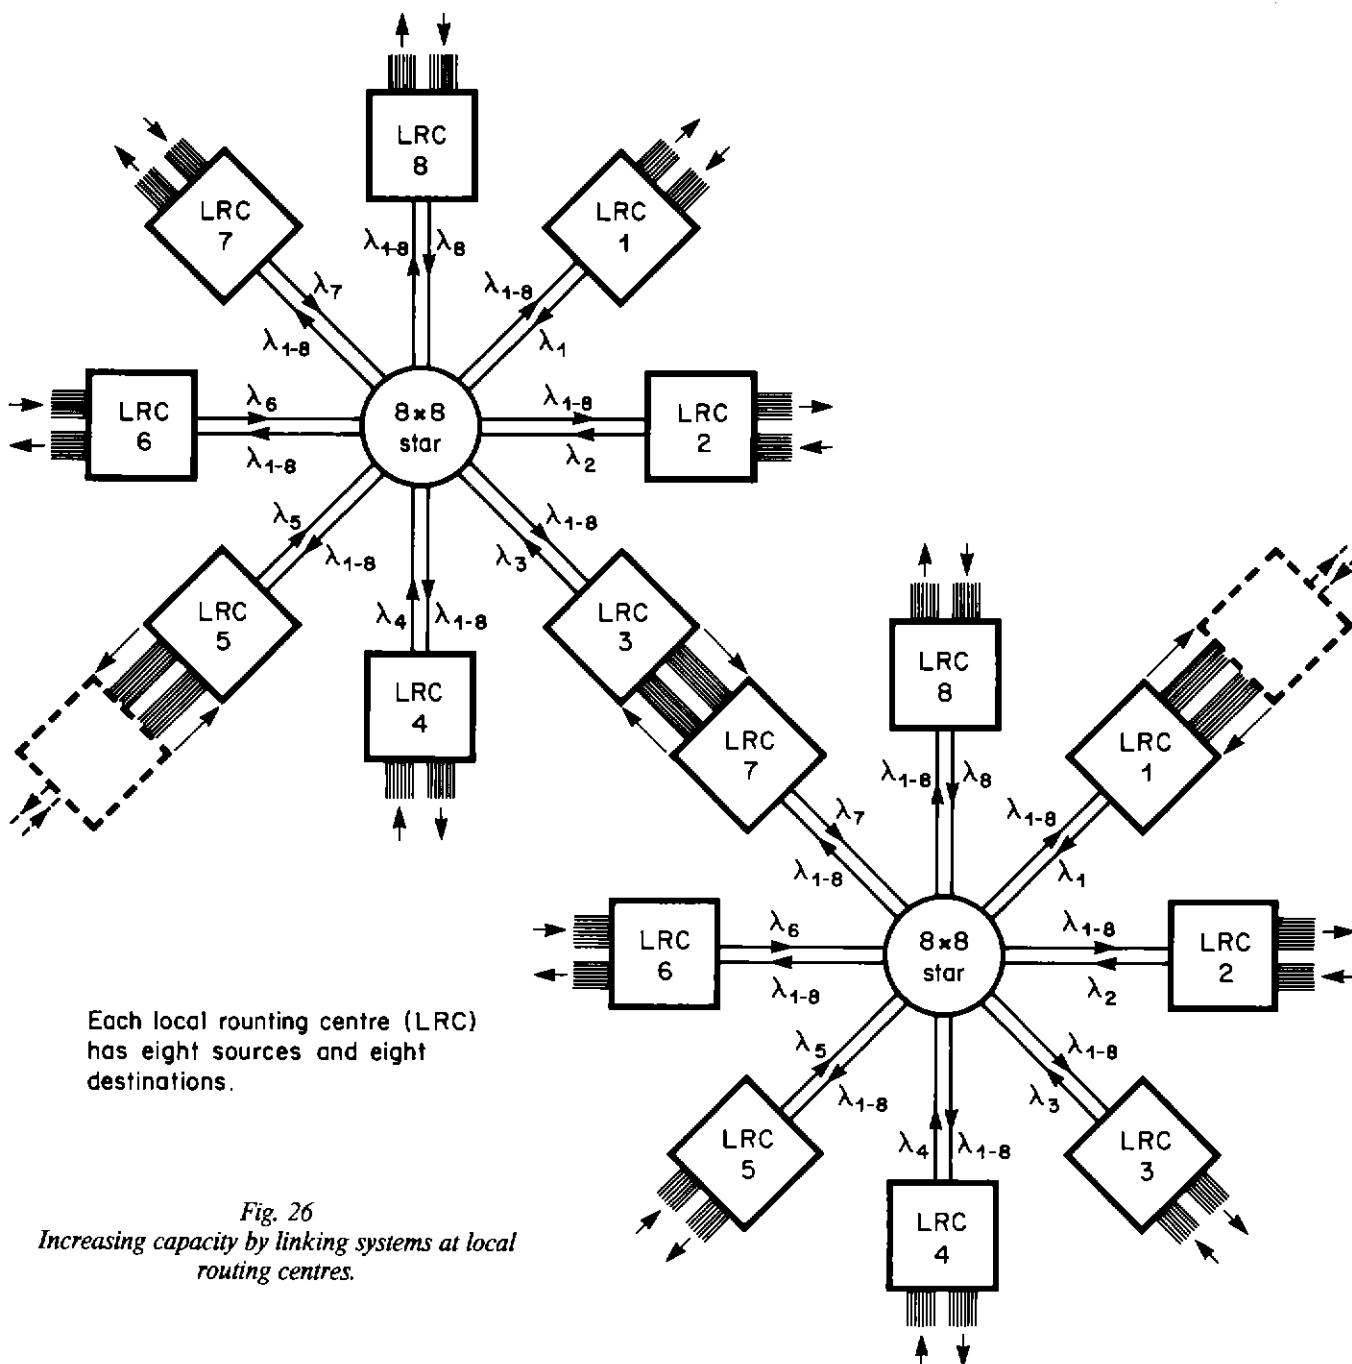 LRC
8
LRC
7
LRC
1
λ1-8
λ8
λ7
λ1-8
λ1-8
λ1
LRC
6
λ6
λ1-8
8×8
star
λ1-8
λ2
LRC
2
λ5
λ1-8
λ4
λ1-8
λ3
λ1-8
LRC
5
LRC
4
LRC
3
LRC
7
LRC
8
LRC
1
λ7
λ1-8
λ1-8
λ8
λ1-8
λ1
LRC
6
λ6
λ1-8
8×8
star
λ1-8
λ2
LRC
2
λ5
λ1-8
λ4
λ1-8
λ1-8
λ3
LRC
5
LRC
4
LRC
3
Each local rounting centre (LRC)
has eight sources and eight
destinations.
Fig. 26
Increasing capacity by linking systems at local
routing centres.